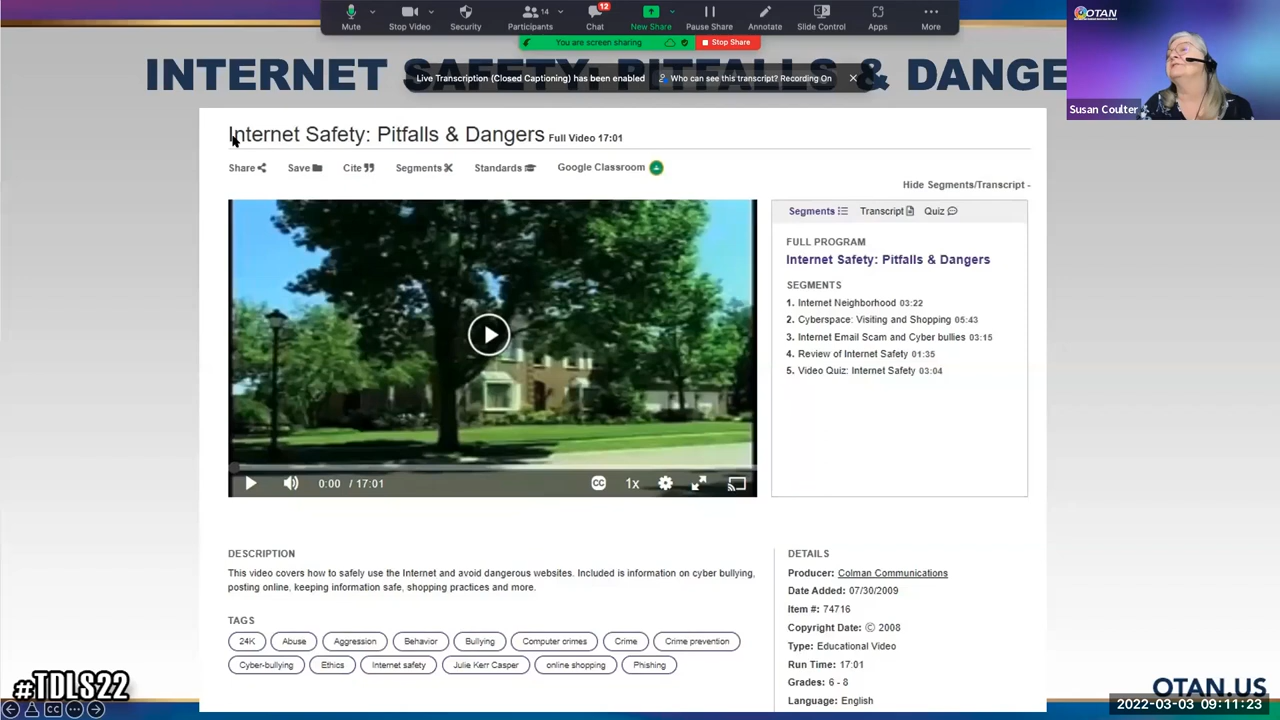 Mute
Stop Video
Security
Participants 14
Chat 12
New Share
Pause Share
Annotate
Slide Control
Apps
More
You are screen sharing
Stop Share
OTAN
INTERNET SAFETY: PITFALLS & DANGE
Live Transcription (Closed Captioning) has been enabled
Who can see this transcript? Recording On
Susan Coulter
Internet Safety: Pitfalls & Dangers Full Video 17:01
Share Save Cite Segments Standards Google Classroom
Hide Segments/Transcript -
Segments Transcript Quiz
FULL PROGRAM
Internet Safety: Pitfalls & Dangers
SEGMENTS
1. Internet Neighborhood 03:22
2. Cyberspace: Visiting and Shopping 05:43
3. Internet Email Scam and Cyber bullies 03:15
4. Review of Internet Safety 01:35
5. Video Quiz: Internet Safety 03:04
0:00 / 17:01 CC 1x
DESCRIPTION
This video covers how to safely use the Internet and avoid dangerous websites. Included is information on cyber bullying,
posting online, keeping information safe, shopping practices and more.
TAGS
24K Abuse Aggression Behavior Bullying Computer crimes Crime Crime prevention
Cyber-bullying Ethics Internet safety Julie Kerr Casper online shopping Phishing
DETAILS
Producer: Colman Communications
Date Added: 07/30/2009
Item #: 74716
Copyright Date: © 2008
Type: Educational Video
Run Time: 17:01
Grades: 6 - 8
Language: English
#TDLS22
CC
OTAN.US
2022-03-03 09:11:23